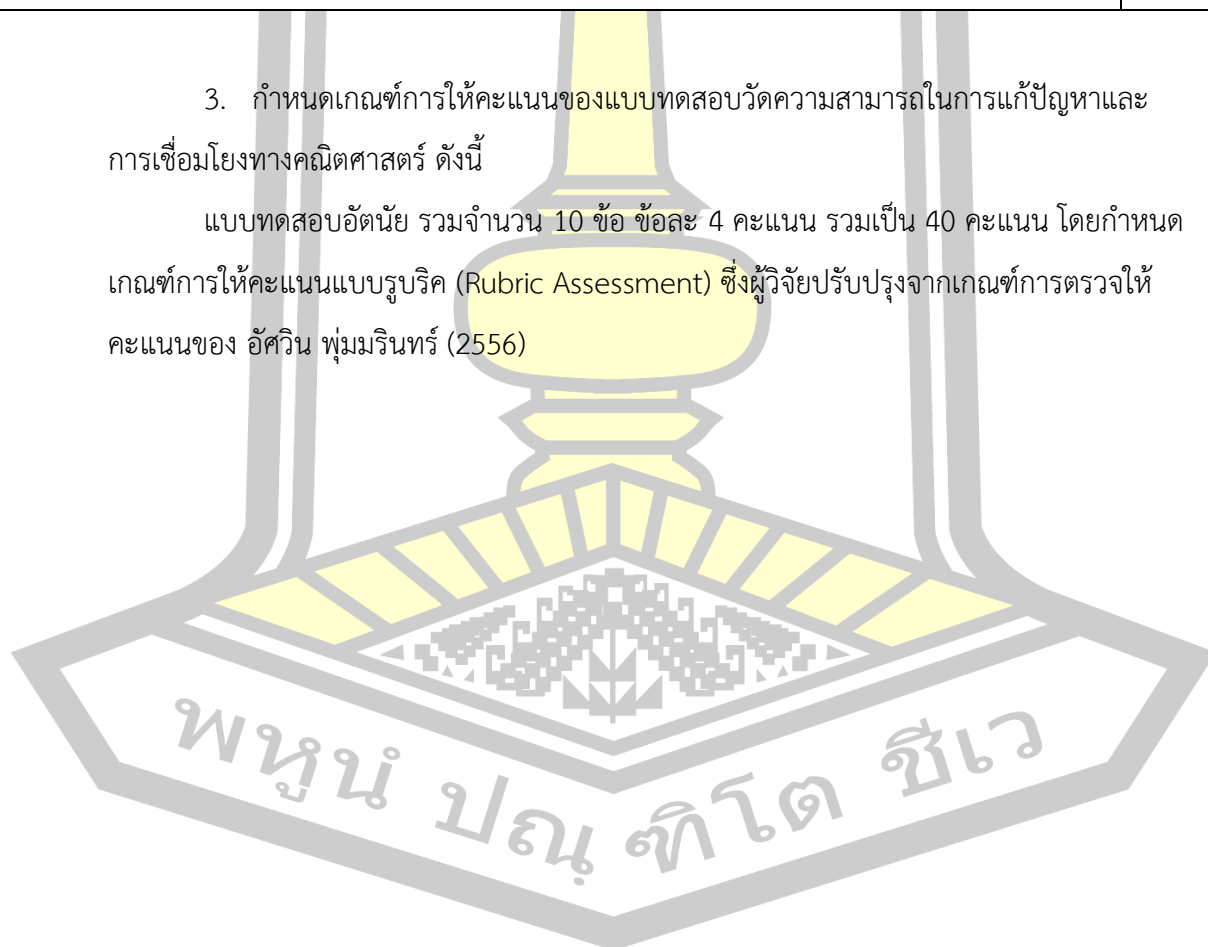 3. กำหนดเกณฑ์การให้คะแนนของแบบทดสอบวัดความสามารถในการแก้ปัญหาและ
การเชื่อมโยงทางคณิตศาสตร์ ดังนี้
แบบทดสอบอัตนัย รวมจำนวน 10 ข้อ ข้อละ 4 คะแนน รวมเป็น 40 คะแนน โดยกำหนด
เกณฑ์การให้คะแนนแบบรูบริค (Rubric Assessment) ซึ่งผู้วิจัยปรับปรุงจากเกณฑ์การตรวจให้
คะแนนของ อัศวิน พุ่มมรินทร์ (2556)
พหูนํ ปณฺฑิโต ชีเว